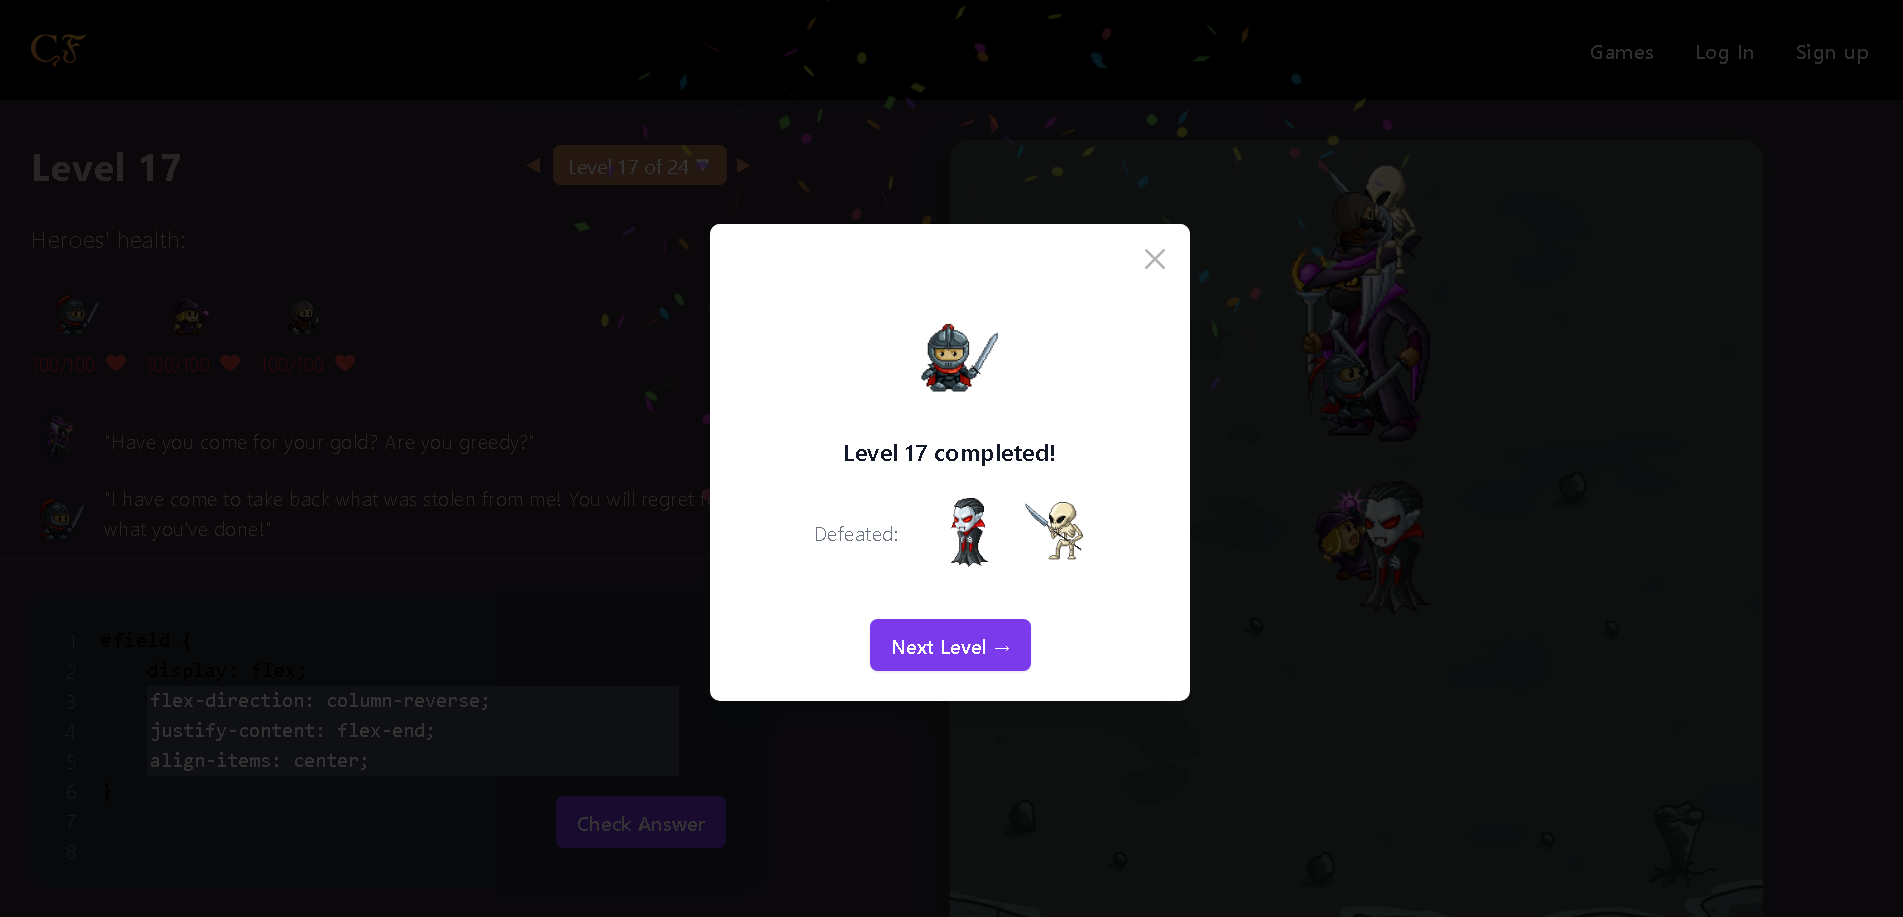 CF
Games
Log In
Sign up
Level 17
Level 17 of 24
Heroes' health:
100/100
100/100
100/100
"Have you come for your gold? Are you greedy?"
"I have come to take back what was stolen from me! You will regret
what you've done!"
1 #field {
2 display: flex;
3 flex-direction: column-reverse;
4 justify-content: flex-end;
5 align-items: center;
6 }
7
8
Check Answer
Level 17 completed!
Defeated:
Next Level →